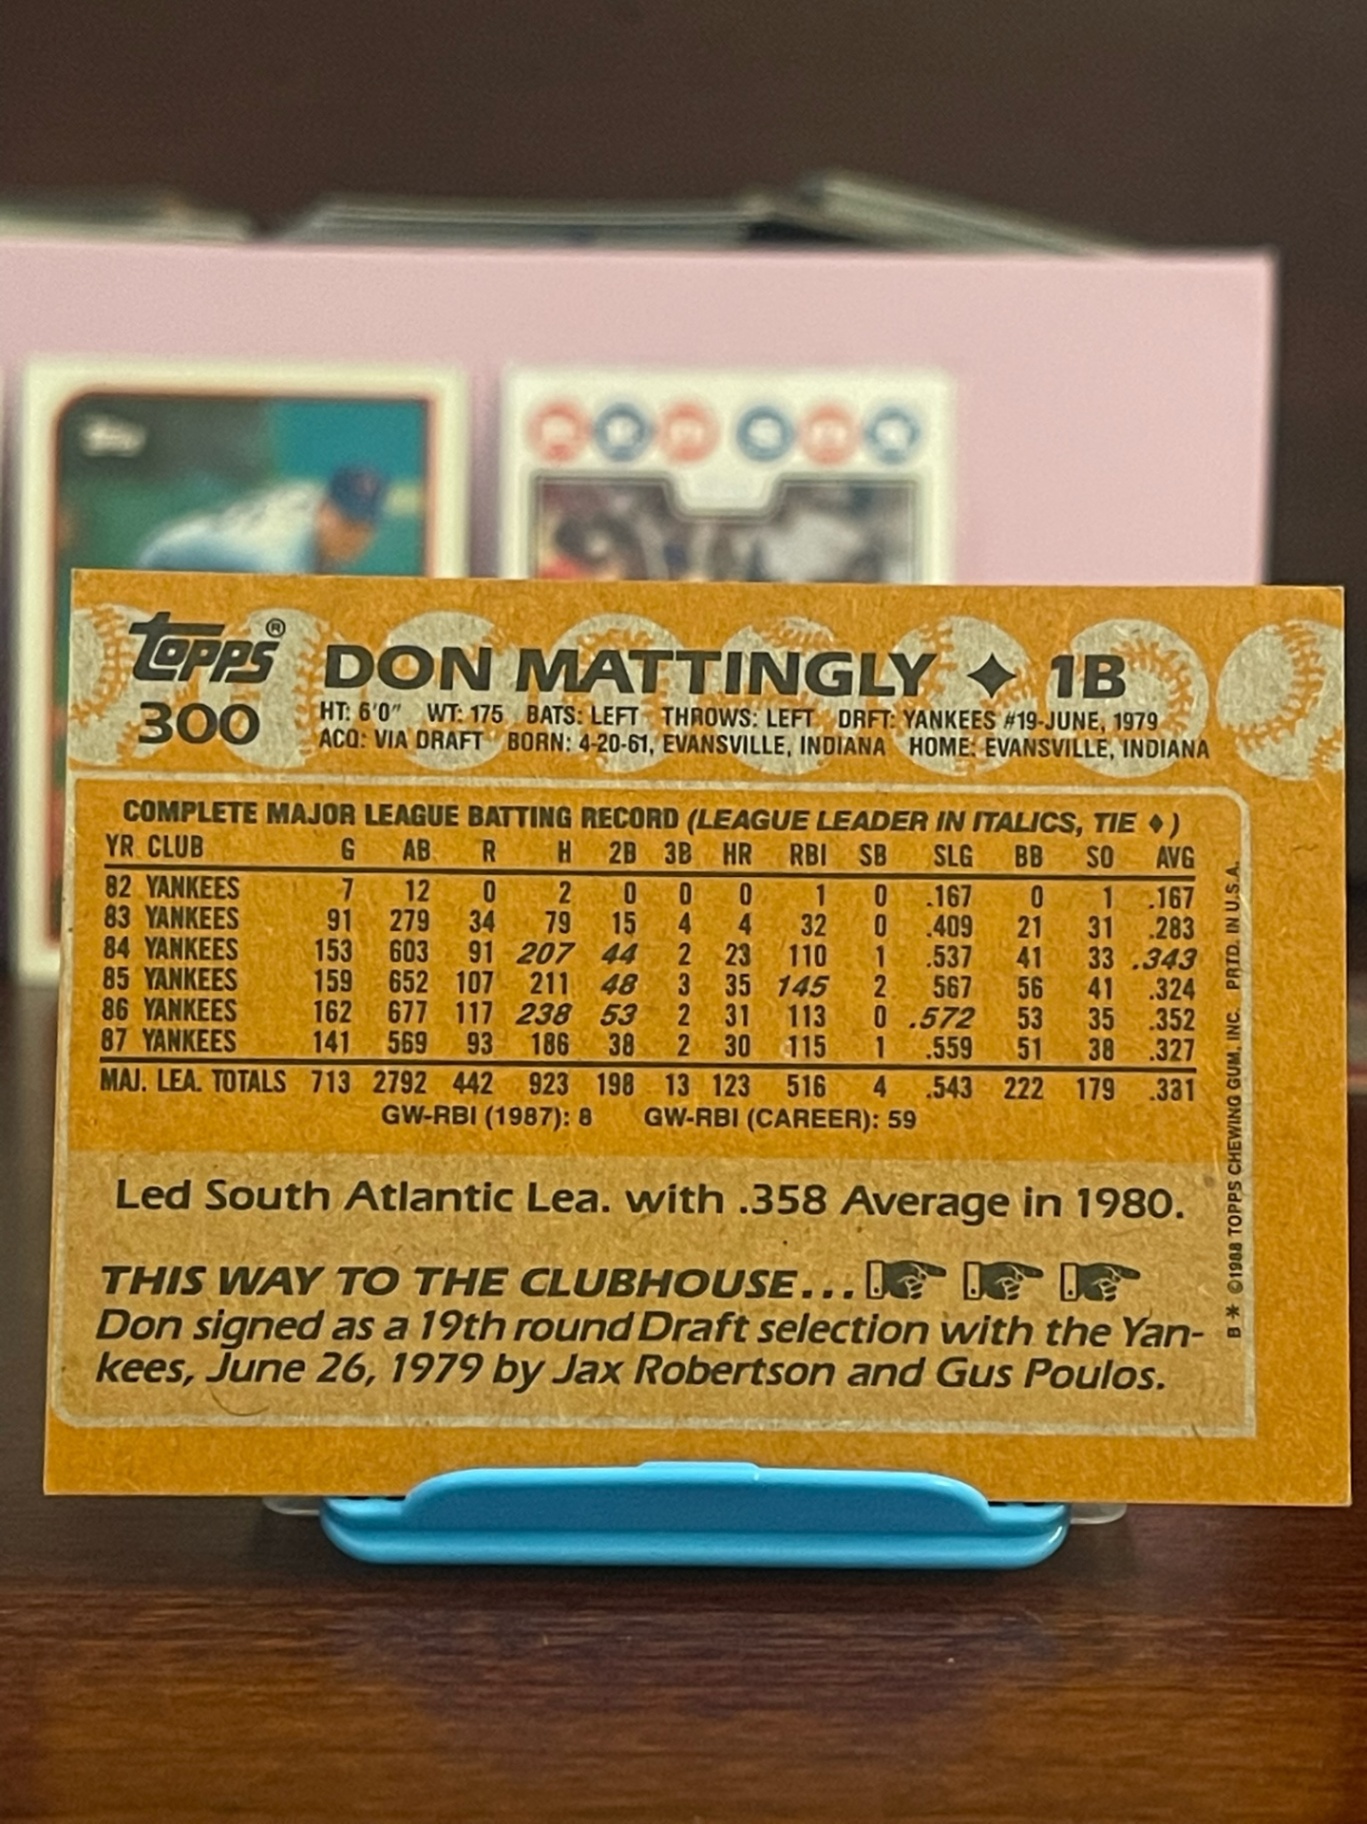 topps®
300
DON MATTINGLY ✦ 1B
HT: 6'0" WT: 175 BATS: LEFT THROWS: LEFT DRFT: YANKEES #19-JUNE, 1979
ACQ: VIA DRAFT BORN: 4-20-61, EVANSVILLE, INDIANA HOME: EVANSVILLE, INDIANA
COMPLETE MAJOR LEAGUE BATTING RECORD (LEAGUE LEADER IN ITALICS, TIE ♦)
YR CLUB G AB R H 2B 3B HR RBI SB SLG BB SO AVG
82 YANKEES 7 12 0 2 0 0 0 1 0 .167 0 1 .167
83 YANKEES 91 279 34 79 15 4 4 32 0 .409 21 31 .283
84 YANKEES 153 603 91 207 44 2 23 110 1 .537 41 33 .343
85 YANKEES 159 652 107 211 48 3 35 145 2 .567 56 41 .324
86 YANKEES 162 677 117 238 53 2 31 113 0 .572 53 35 .352
87 YANKEES 141 569 93 186 38 2 30 115 1 .559 51 38 .327
MAJ. LEA. TOTALS 713 2792 442 923 198 13 123 516 4 .543 222 179 .331
GW-RBI (1987): 8 GW-RBI (CAREER): 59
Led South Atlantic Lea. with .358 Average in 1980.
THIS WAY TO THE CLUBHOUSE...
Don signed as a 19th round Draft selection with the Yan-
kees, June 26, 1979 by Jax Robertson and Gus Poulos.
B * ©1988 TOPPS CHEWING GUM, INC. PRTD. IN U.S.A.